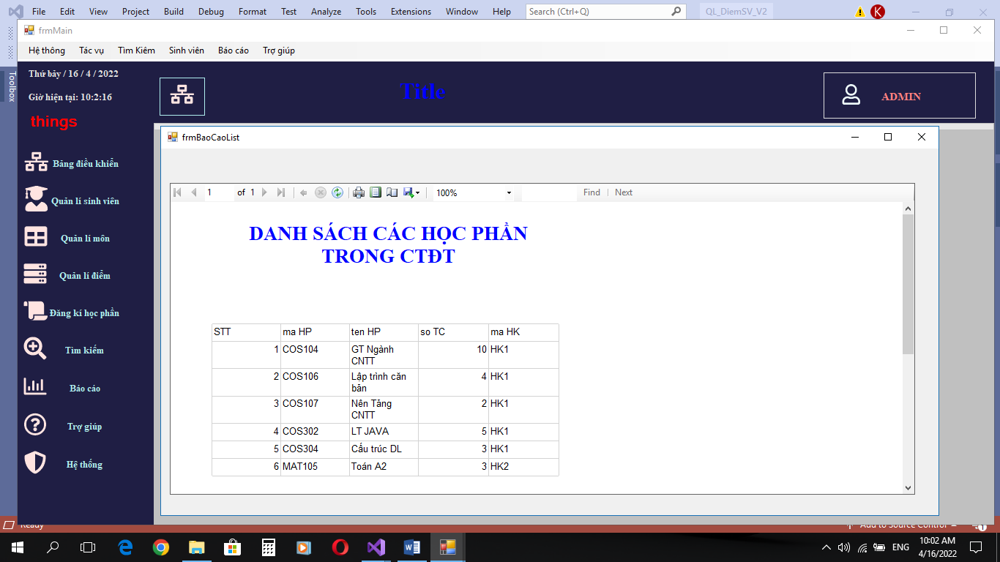 File Edit View Project Build Debug Format Test Analyze Tools Extensions Window Help Search (Ctrl+Q) QL_DiemSV_V2 K
frmMain
Hệ thông Tác vụ Tìm Kiêm Sinh viên Báo cáo Trợ giúp
Toolbox
Thứ bảy / 16 / 4 / 2022
Giờ hiện tại: 10:2:16
things
Title
ADMIN
Bảng điều khiển
Quản lí sinh viên
Quản lí môn
Quản lí điểm
Đăng kí học phần
Tìm kiếm
Báo cáo
Trợ giúp
Hệ thống
frmBaoCaoList
1 of 1 100% Find Next
DANH SÁCH CÁC HỌC PHẦN
TRONG CTĐT
STT ma HP ten HP so TC ma HK
1 COS104 GT Ngành CNTT 10 HK1
2 COS106 Lập trình căn bản 4 HK1
3 COS107 Nên Tảng CNTT 2 HK1
4 COS302 LT JAVA 5 HK1
5 COS304 Cấu trúc DL 3 HK1
6 MAT105 Toán A2 3 HK2
Ready Add to Source Control 1
ENG 10:02 AM
4/16/2022